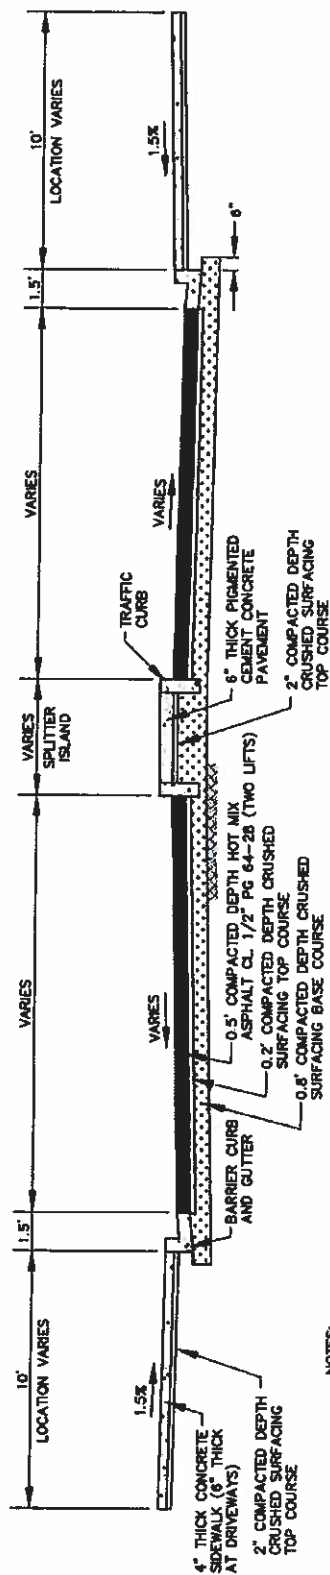 10'
LOCATION VARIES
1.5'
VARIES
VARIES
SPLITTER
ISLAND
VARIES
1.5'
10'
LOCATION VARIES
1.5%
VARIES
TRAFFIC
CURB
VARIES
1.5%
6"
4" THICK CONCRETE
SIDEWALK (6" THICK
AT DRIVEWAYS)
2" COMPACTED DEPTH
CRUSHED SURFACING
TOP COURSE
BARRIER CURB
AND GUTTER
0.5' COMPACTED DEPTH HOT MIX
ASPHALT CL. 1/2" PG 64-28 (TWO LIFTS)
0.2' COMPACTED DEPTH CRUSHED
SURFACING TOP COURSE
0.8' COMPACTED DEPTH CRUSHED
SURFACING BASE COURSE
6" THICK PIGMENTED
CEMENT CONCRETE
PAVEMENT
2" COMPACTED DEPTH
CRUSHED SURFACING
TOP COURSE
NOTES: